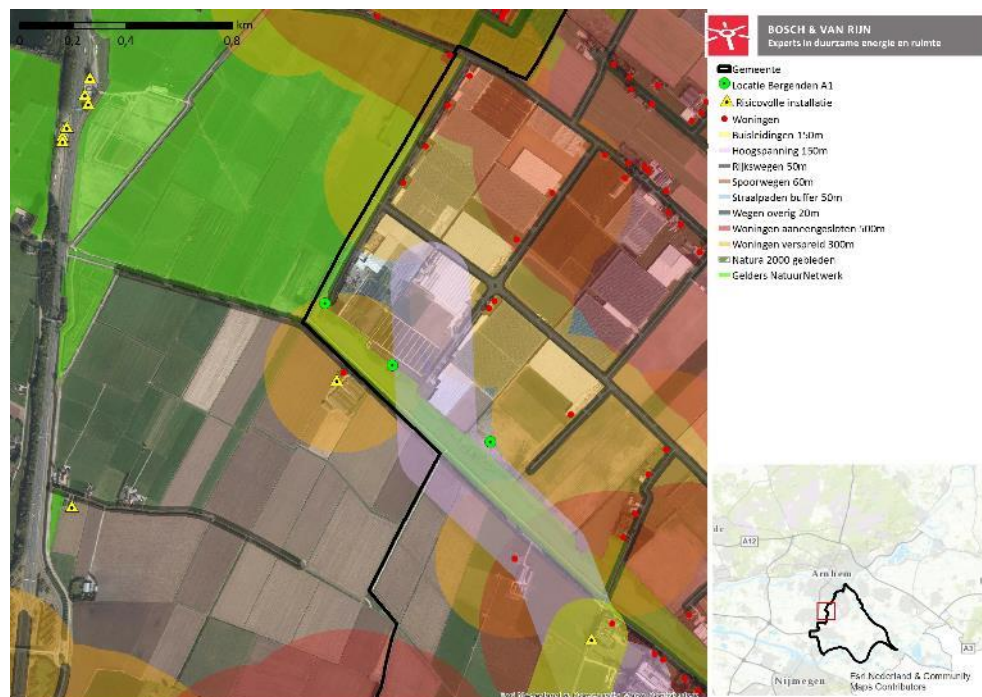 km
0 0,2 0,4 0,8
BOSCH & VAN RIJN
Experts in duurzame energie en ruimte
Gemeente
Locatie Bergenden A1
Risicovolle installatie
Woningen
Buisleidingen 150m
Hoogspanning 150m
Rijkswegen 50m
Spoorwegen 60m
Straalpaden buffer 50m
Wegen overig 20m
Woningen aaneengesloten 500m
Woningen verspreid 300m
Natura 2000 gebieden
Gelders NatuurNetwerk
de
A12
Arnhem
A3
Nijmegen
Esri Nederland & Community
Maps Contributors